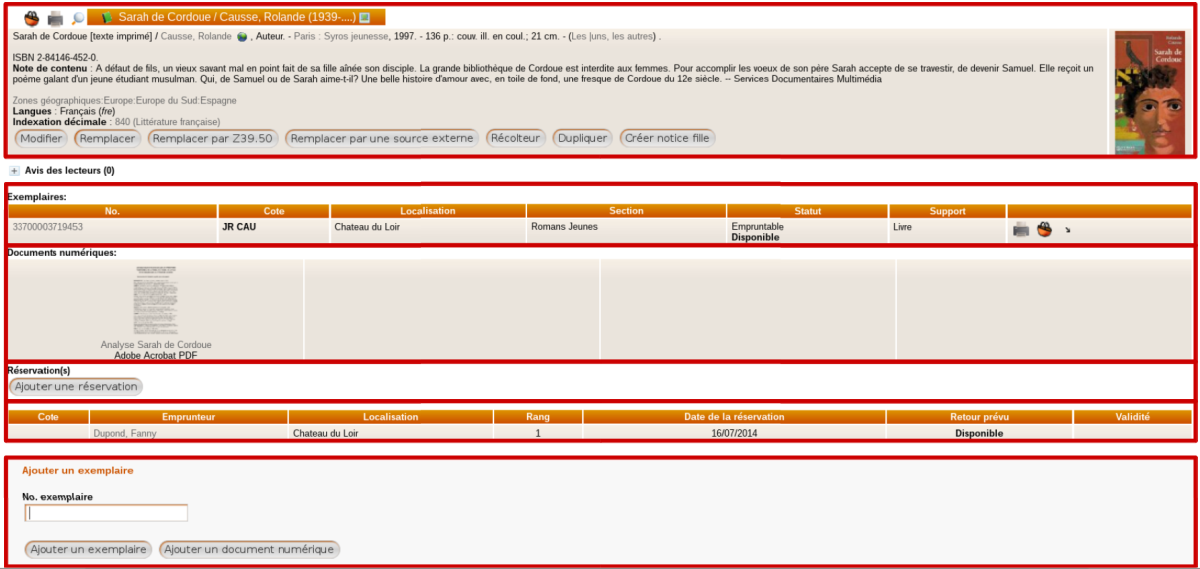 Sarah de Cordoue / Causse, Rolande (1939-....)
Sarah de Cordoue [texte imprimé] / Causse, Rolande , Auteur. - Paris : Syros jeunesse, 1997. - 136 p.: couv. ill. en coul.; 21 cm. - (Les |uns, les autres) .
ISBN 2-84146-452-0.
Note de contenu : A défaut de fils, un vieux savant mal en point fait de sa fille aînée son disciple. La grande bibliothéque de Cordoue est interdite aux femmes. Pour accomplir les voeux de son père Sarah accepte de se travestir, de devenir Samuel. Elle reçoit un
poéme galant d'un jeune étudiant musulman. Qui, de Samuel ou de Sarah aime-t-il? Une belle histoire d'amour avec, en toile de fond, une fresque de Cordoue du 12e siècle. -- Services Documentaires Multimédia
Zones géographiques:Europe:Europe du Sud:Espagne
Langues : Français (fre)
Indexation décimale : 840 (Littérature française)
Modifier Remplacer Remplacer par Z39.50 Remplacer par une source externe Récolteur Dupliquer Créer notice fille
Sarah de
Cordoue
Avis des lecteurs (0)
Exemplaires:
No. Cote Localisation Section Statut Support
33700003719453 JR CAU Chateau du Loir Romans Jeunes Empruntable Livre
Disponible
Documents numériques:
Analyse Sarah de Cordoue
Adobe Acrobat PDF
Réservation(s)
Ajouter une réservation
Cote Emprunteur Localisation Rang Date de la réservation Retour prévu Validité
Dupond, Fanny Chateau du Loir 1 16/07/2014 Disponible
Ajouter un exemplaire
No. exemplaire
Ajouter un exemplaire Ajouter un document numérique